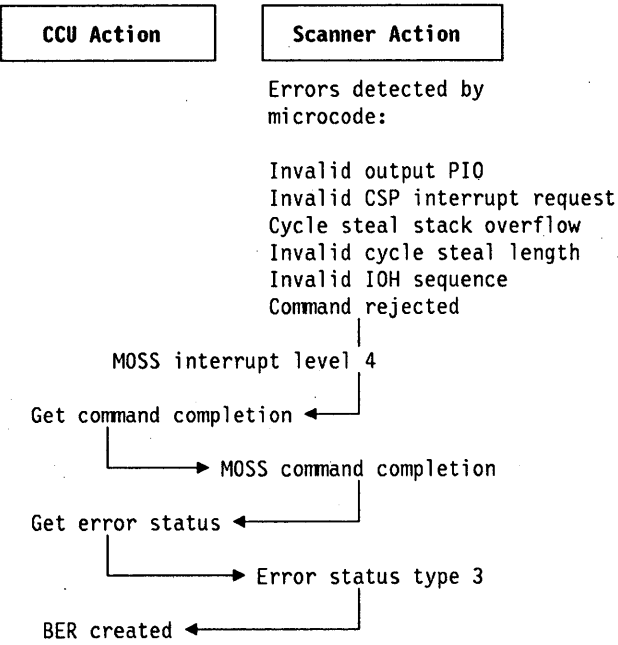 CCU Action
Scanner Action
Errors detected by
microcode:
Invalid output PIO
Invalid CSP interrupt request
Cycle steal stack overflow
Invalid cycle steal length
Invalid IOH sequence
Command rejected
MOSS interrupt level 4
Get command completion
MOSS command completion
Get error status
Error status type 3
BER created